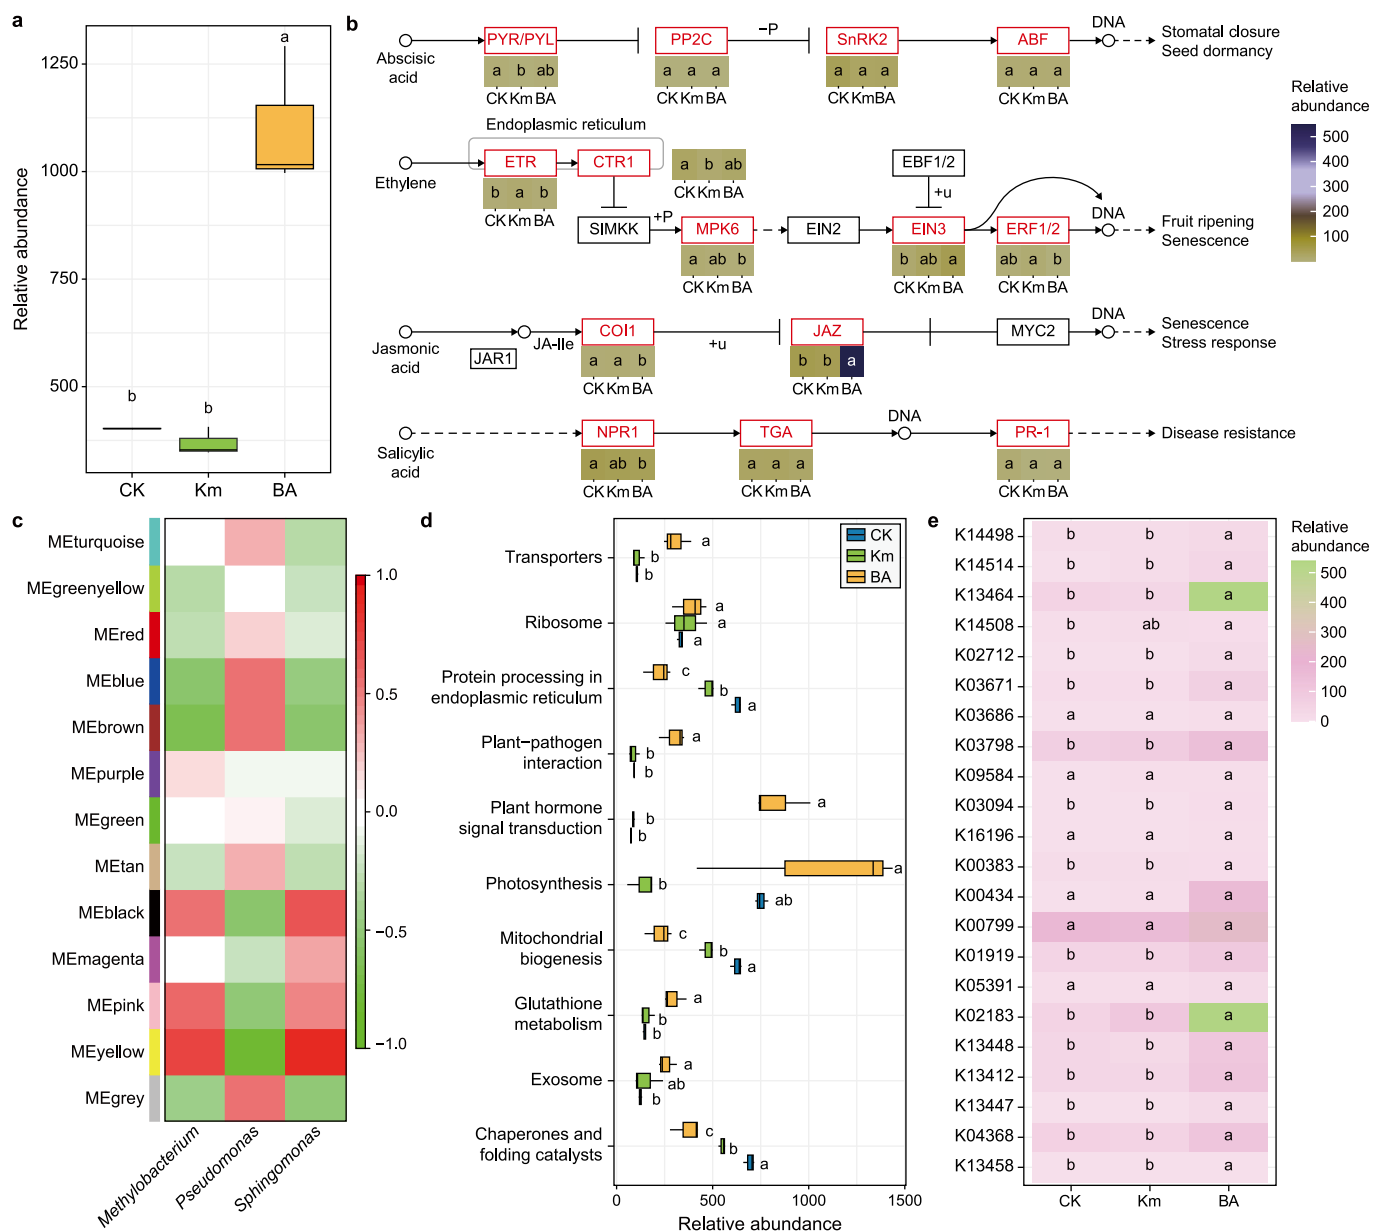 a
Relative abundance
1250
1000
750
500
a
b
b
CK
Km
BA
b
Abscisic
acid
PYR/PYL
PP2C
−P
SnRK2
ABF
DNA
Stomatal closure
Seed dormancy
a b ab
a a a
a a a
a a a
CK Km BA
CK Km BA
CK KmBA
CK Km BA
Endoplasmic reticulum
Ethylene
ETR
CTR1
a b ab
CK Km BA
b a b
CK Km BA
EBF1/2
+u
SIMKK
+P
MPK6
EIN2
EIN3
ERF1/2
DNA
Fruit ripening
Senescence
a ab b
b ab a
ab a b
CK Km BA
CK Km BA
CK Km BA
Jasmonic
acid
JAR1
JA-Ile
COI1
+u
JAZ
MYC2
DNA
Senescence
Stress response
a a b
b b a
CK Km BA
CK Km BA
Salicylic
acid
NPR1
TGA
DNA
PR-1
Disease resistance
a ab b
a a a
a a a
CK Km BA
CK Km BA
CK Km BA
Relative
abundance
500
400
300
200
100
c
MEturquoise
MEgreenyellow
MEred
MEblue
MEbrown
MEpurple
MEgreen
MEtan
MEblack
MEmagenta
MEpink
MEyellow
MEgrey
Methylobacterium
Pseudomonas
Sphingomonas
1.0
0.5
0.0
−0.5
−1.0
d
CK
Km
BA
Transporters
a
b
b
Ribosome
a
a
a
Protein processing in
endoplasmic reticulum
c
b
a
Plant−pathogen
interaction
a
b
b
Plant hormone
signal transduction
a
b
b
Photosynthesis
a
b
ab
Mitochondrial
biogenesis
c
b
a
Glutathione
metabolism
a
b
b
Exosome
a
ab
b
Chaperones and
folding catalysts
c
b
a
0 500 1000 1500
Relative abundance
e
K14498 b b a
K14514 b b a
K13464 b b a
K14508 b ab a
K02712 b b a
K03671 b b a
K03686 a a a
K03798 b b a
K09584 a a a
K03094 b b a
K16196 a a a
K00383 b b a
K00434 a a a
K00799 a a a
K01919 b b a
K05391 a a a
K02183 b b a
K13448 b b a
K13412 b b a
K13447 b b a
K04368 b b a
K13458 b b a
CK Km BA
Relative
abundance
500
400
300
200
100
0